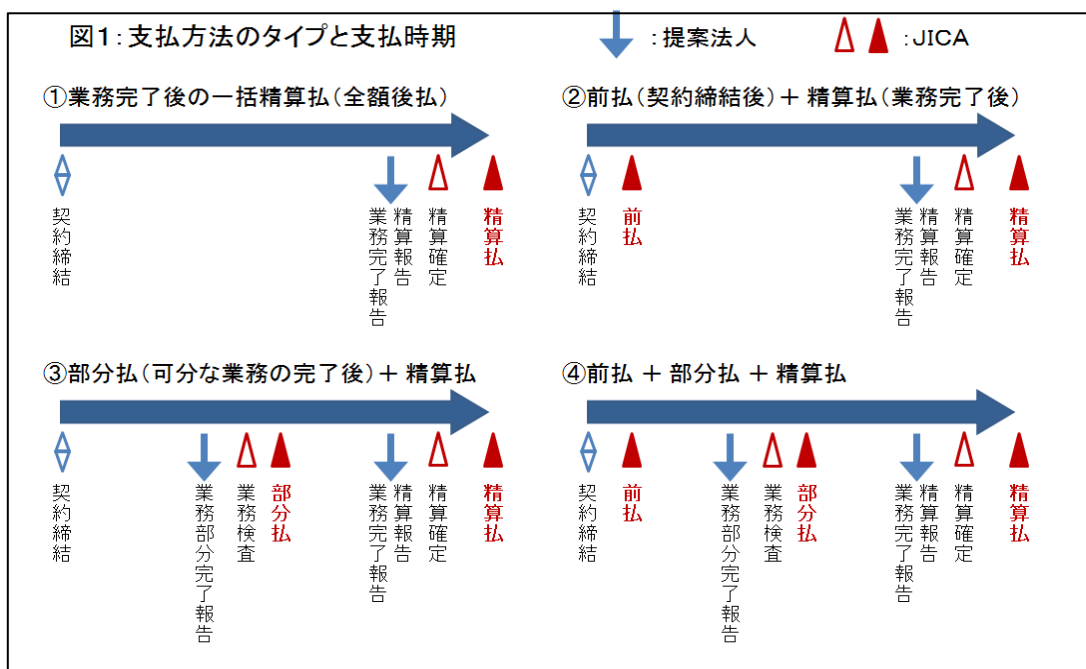 図1:支払方法のタイプと支払時期
:提案法人
:JICA
①業務完了後の一括精算払(全額後払)
契約締結
業務完了報告
精算報告
精算確定
精算払
②前払(契約締結後)+精算払(業務完了後)
契約締結
前払
業務完了報告
精算報告
精算確定
精算払
③部分払(可分な業務の完了後)+精算払
契約締結
業務部分完了報告
業務検査
部分払
業務完了報告
精算報告
精算確定
精算払
④前払 + 部分払 + 精算払
契約締結
前払
業務部分完了報告
業務検査
部分払
業務完了報告
精算報告
精算確定
精算払